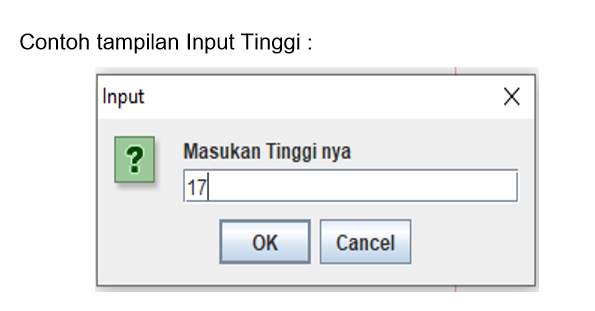 Contoh tampilan Input Tinggi :
Input
?
Masukan Tinggi nya
17
OK Cancel